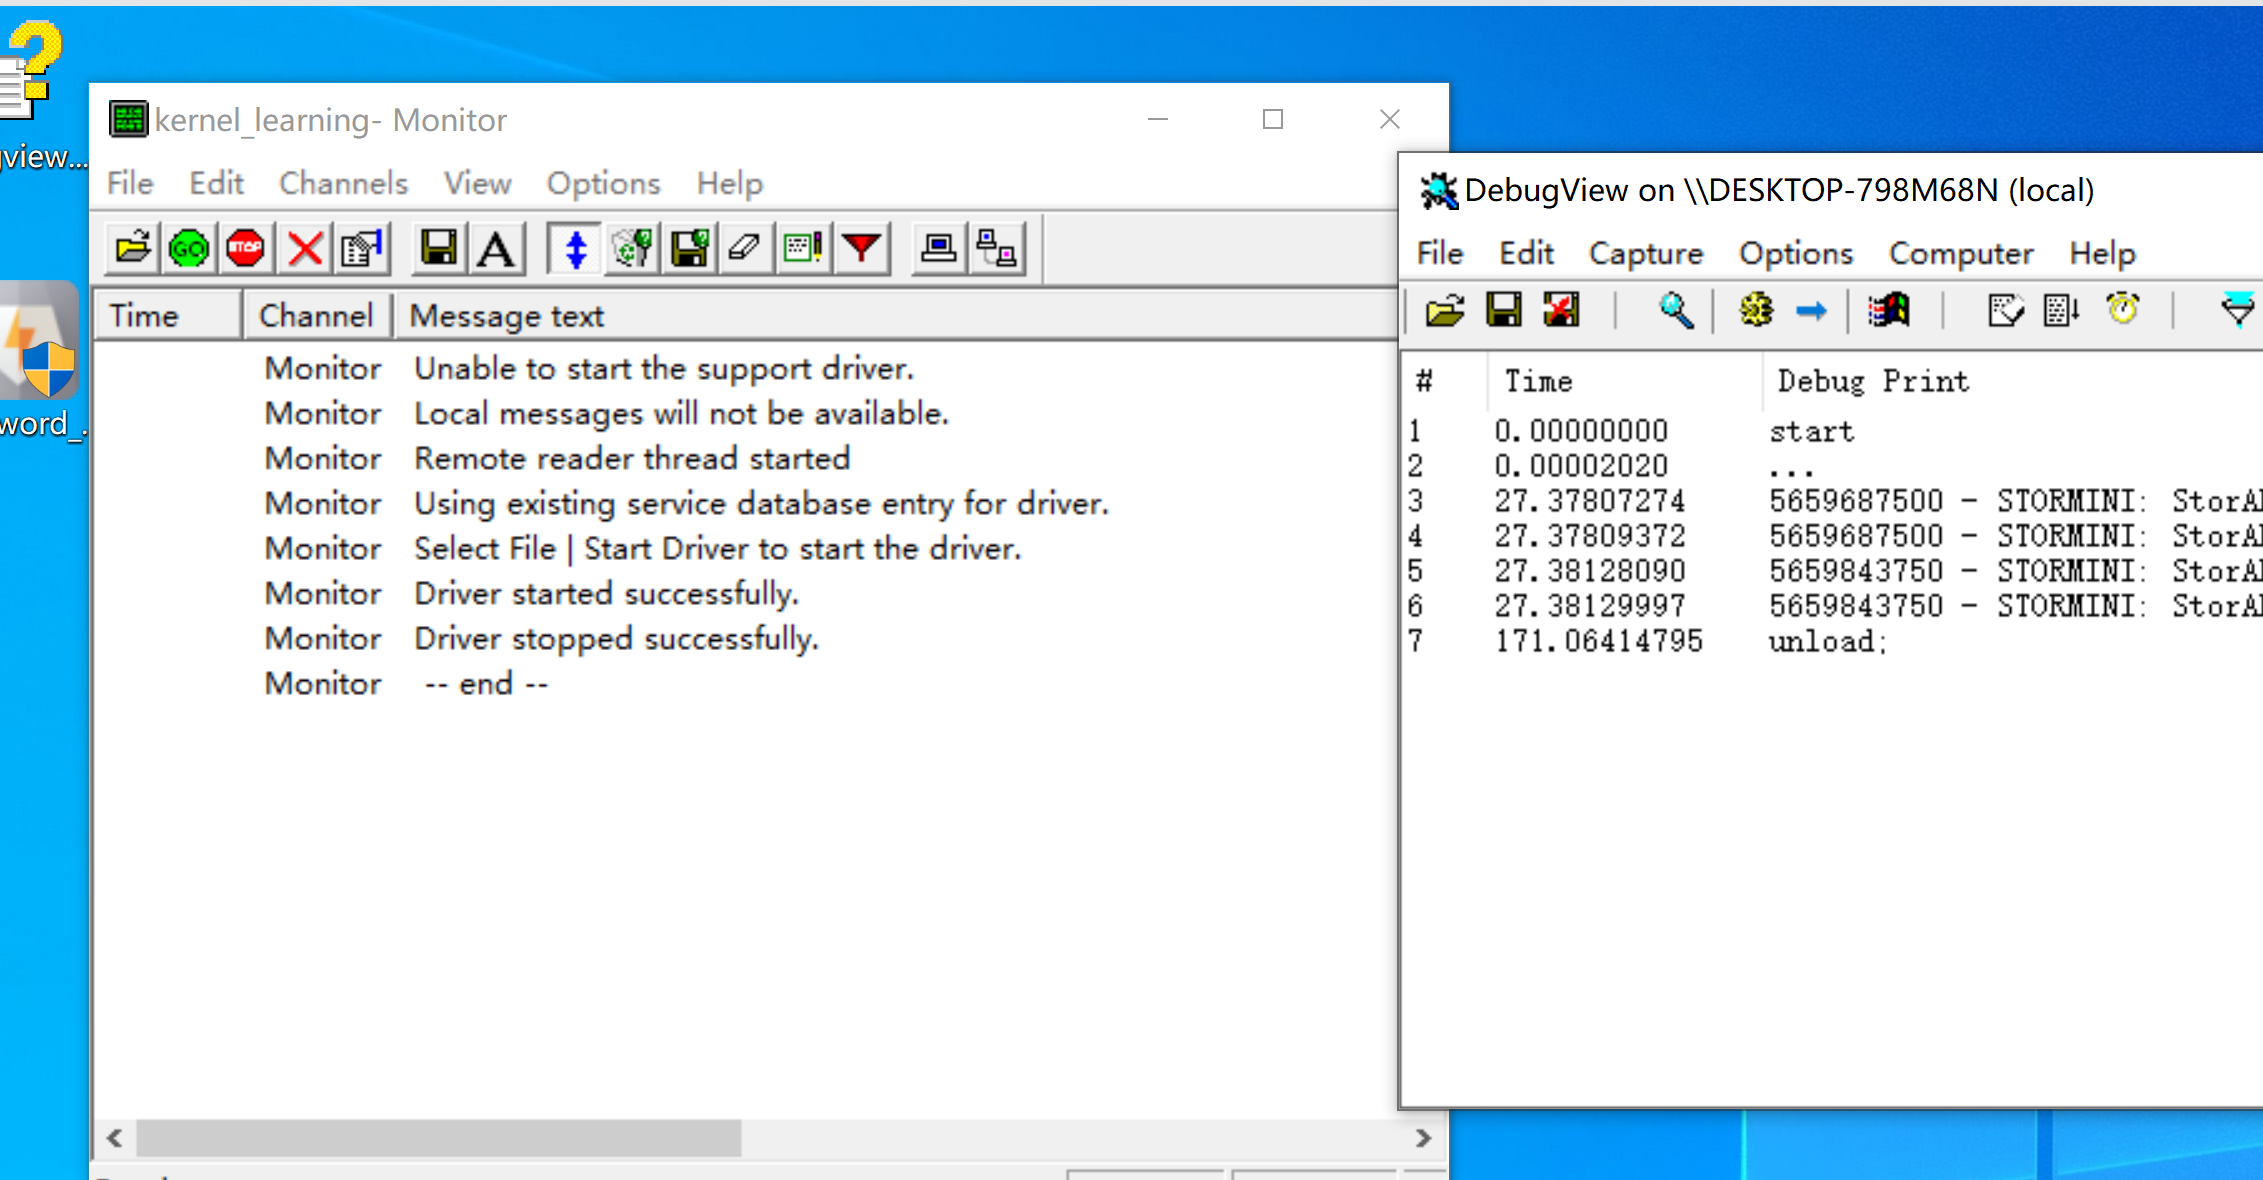 gview...
word_.
kernel_learning- Monitor
File Edit Channels View Options Help
GO STOP A
Time Channel Message text
Monitor Unable to start the support driver.
Monitor Local messages will not be available.
Monitor Remote reader thread started
Monitor Using existing service database entry for driver.
Monitor Select File | Start Driver to start the driver.
Monitor Driver started successfully.
Monitor Driver stopped successfully.
Monitor -- end --
DebugView on \\DESKTOP-798M68N (local)
File Edit Capture Options Computer Help
# Time Debug Print
1 0.00000000 start
2 0.00002020 ...
3 27.37807274 5659687500 - STORMINI: StorA
4 27.37809372 5659687500 - STORMINI: StorA
5 27.38128090 5659843750 - STORMINI: StorA
6 27.38129997 5659843750 - STORMINI: StorA
7 171.06414795 unload;